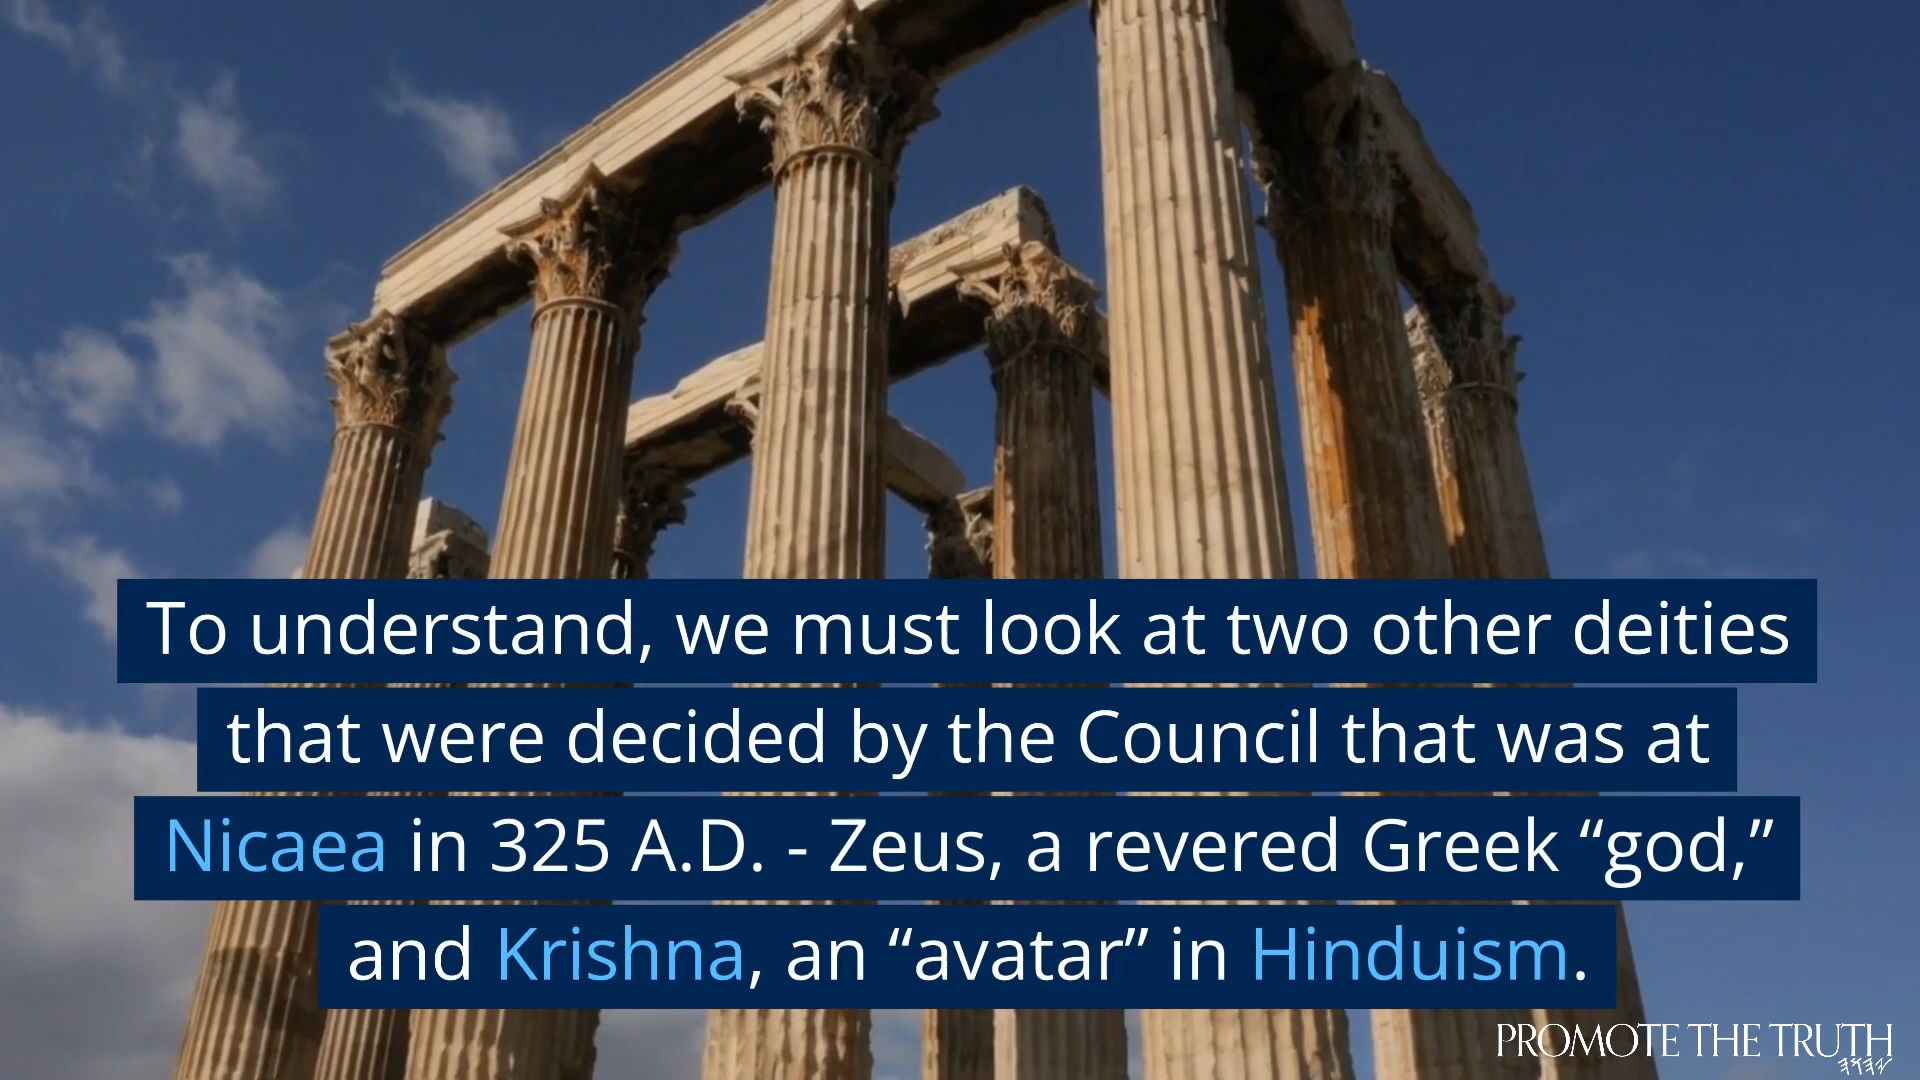 To understand, we must look at two other deities
that were decided by the Council that was at
Nicaea in 325 A.D. - Zeus, a revered Greek “god,”
and Krishna, an “avatar” in Hinduism.
PROMOTE THE TRUTH